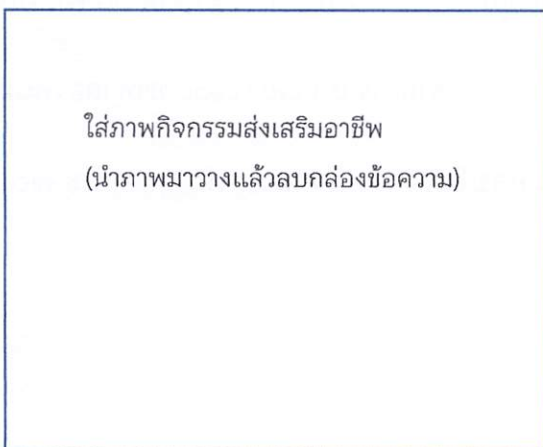 ใส่ภาพกิจกรรมส่งเสริมอาชีพ
(นำภาพมาวางแล้วลบกล่องข้อความ)